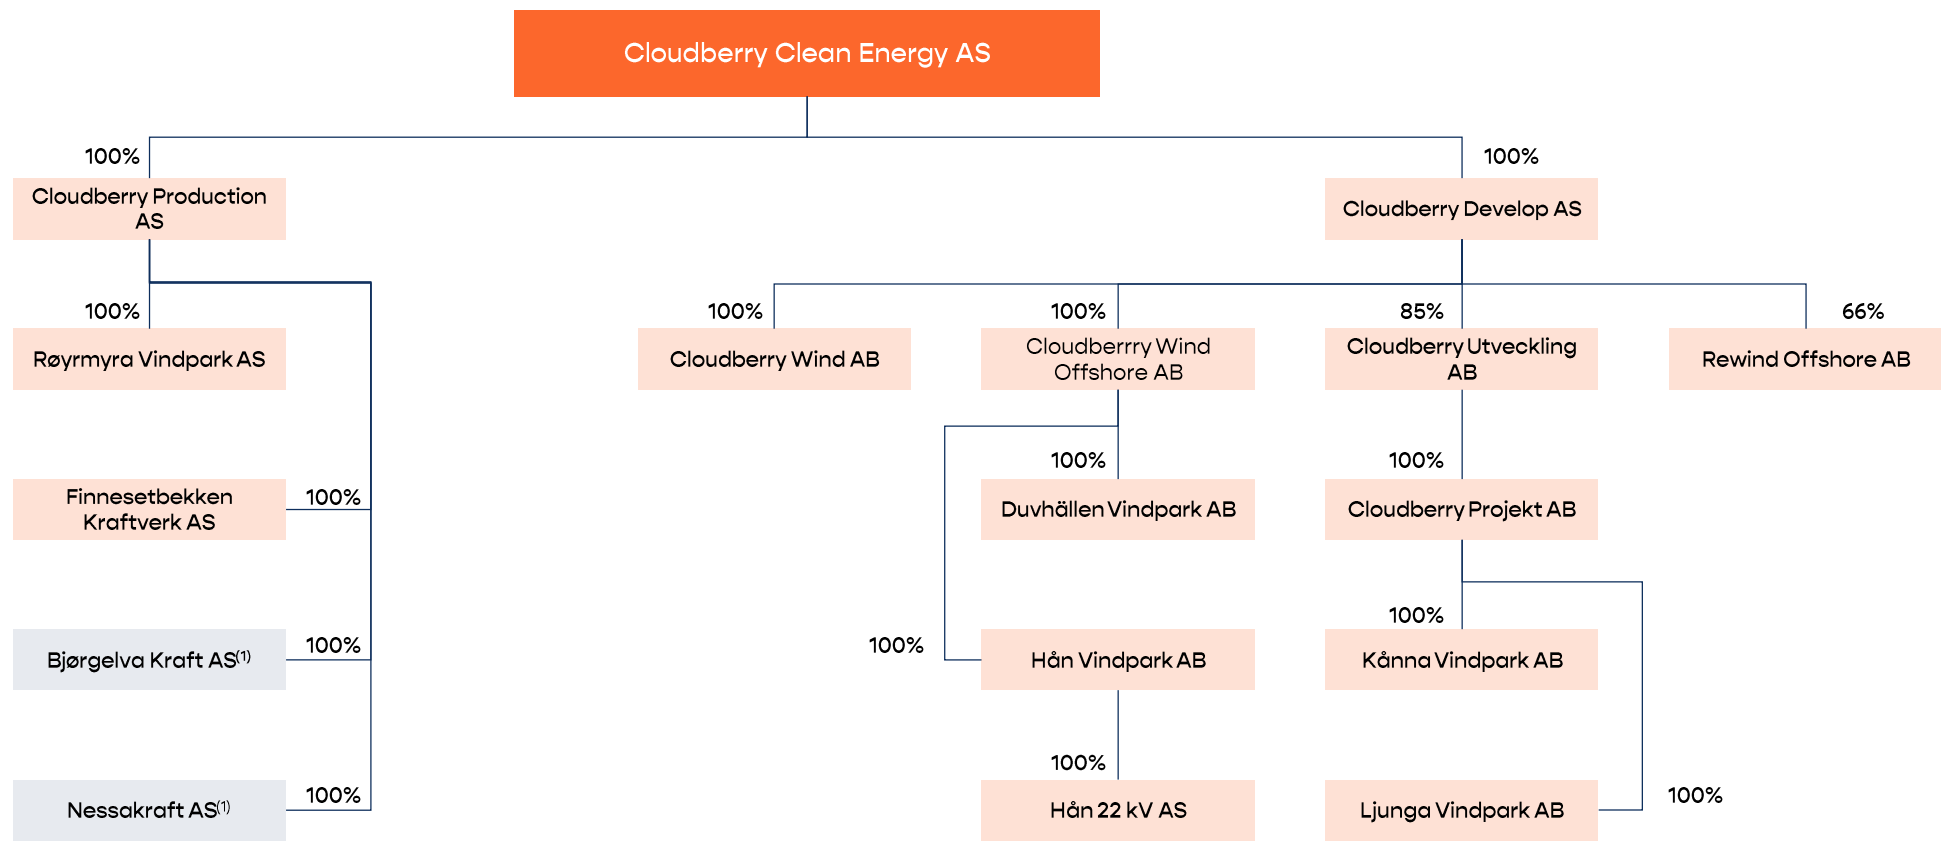 Cloudberry Clean Energy AS
100%
100%
Cloudberry Production
AS
Cloudberry Develop AS
100%
100%
100%
85%
66%
Røyrmyra Vindpark AS
Cloudberry Wind AB
Cloudberrry Wind
Offshore AB
Cloudberry Utveckling
AB
Rewind Offshore AB
100%
100%
100%
Finnesetbekken
Kraftverk AS
Duvhällen Vindpark AB
Cloudberry Projekt AB
100%
100%
100%
Bjørgelva Kraft AS(1)
Hån Vindpark AB
Kånna Vindpark AB
100%
100%
100%
Nessakraft AS(1)
Hån 22 kV AS
Ljunga Vindpark AB